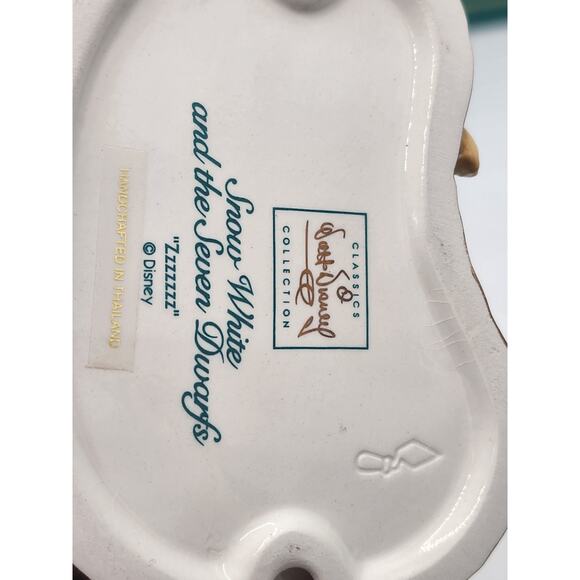 CLASSICS
Walt Disney
COLLECTION
Snow White
and the Seven Dwarfs
"Zzzzzzz"
© Disney
HANDCRAFTED IN THAILAND